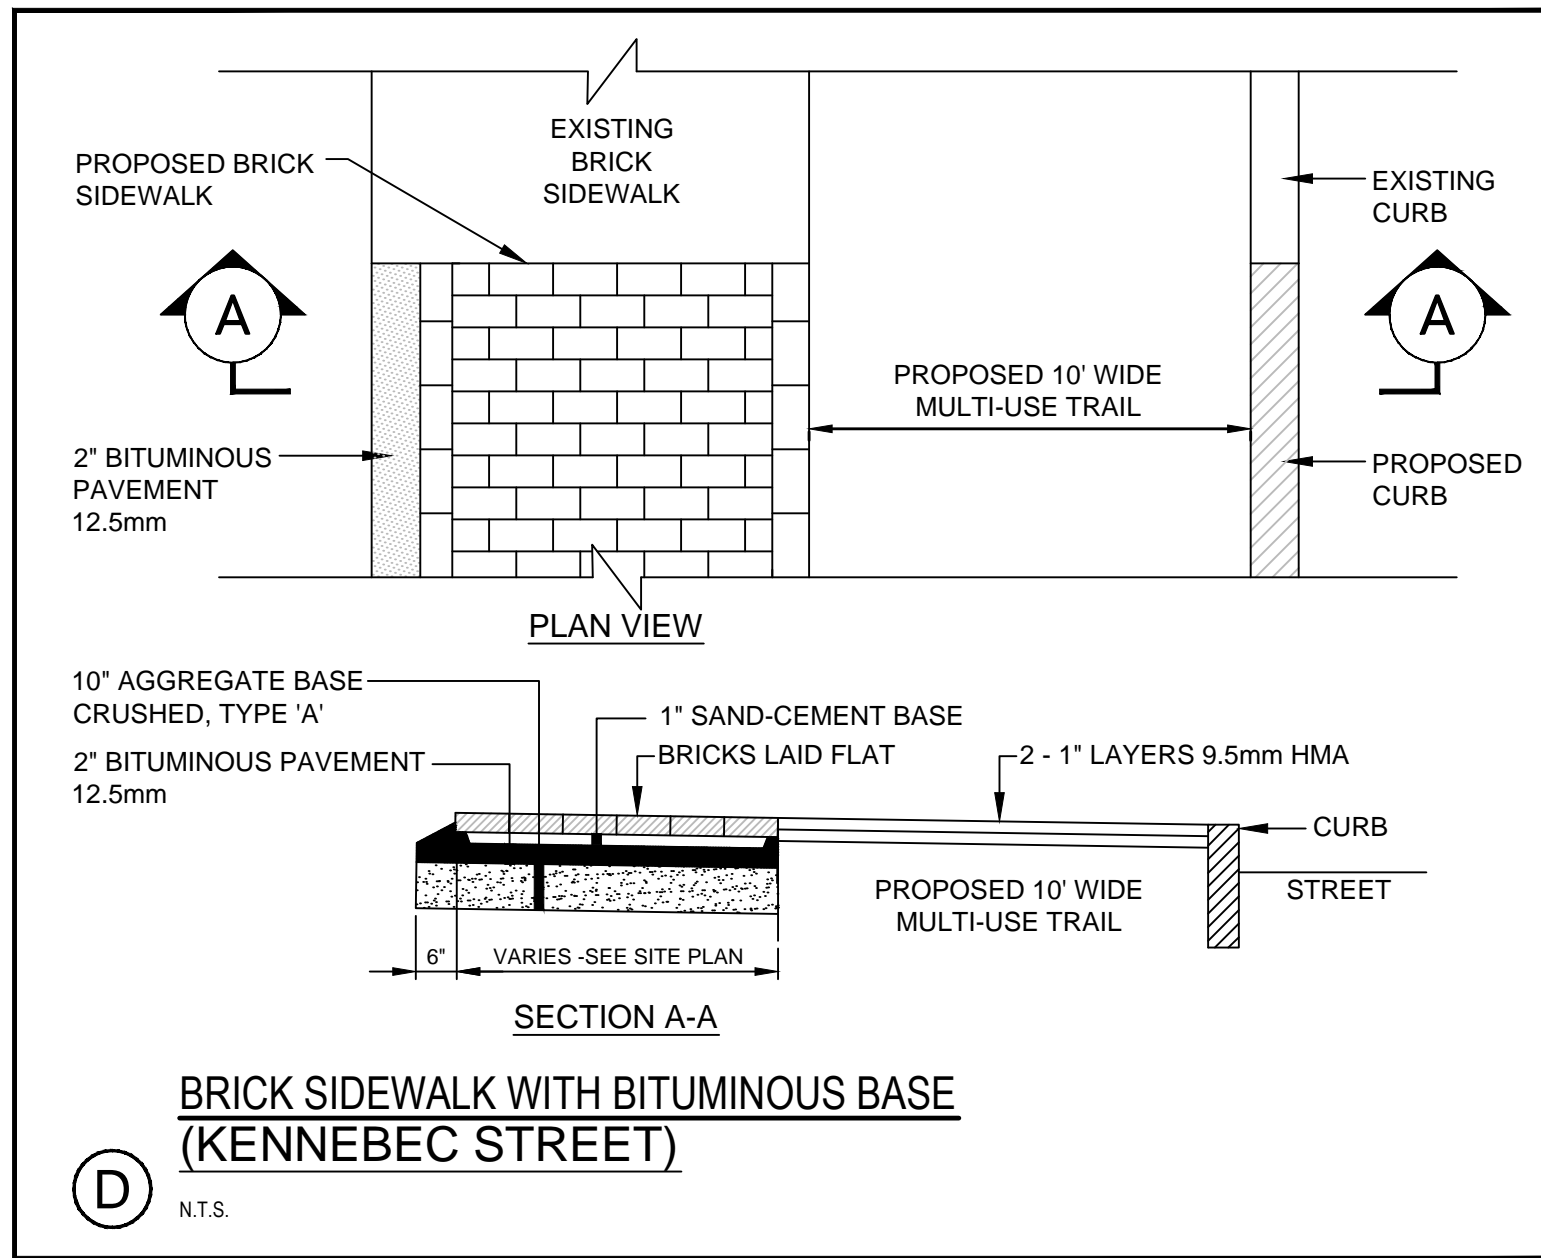 EXISTING
BRICK
SIDEWALK
PROPOSED BRICK
SIDEWALK
EXISTING
CURB
A
A
PROPOSED 10' WIDE
MULTI-USE TRAIL
2" BITUMINOUS
PAVEMENT
12.5mm
PROPOSED
CURB
PLAN VIEW
10" AGGREGATE BASE
CRUSHED, TYPE 'A'
2" BITUMINOUS PAVEMENT
12.5mm
1" SAND-CEMENT BASE
BRICKS LAID FLAT
2 - 1" LAYERS 9.5mm HMA
CURB
STREET
PROPOSED 10' WIDE
MULTI-USE TRAIL
6"
VARIES -SEE SITE PLAN
SECTION A-A
BRICK SIDEWALK WITH BITUMINOUS BASE
(KENNEBEC STREET)
D
N.T.S.